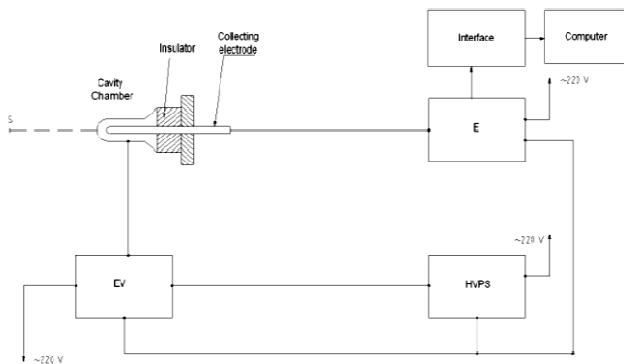 Collecting
electrode
Insulator
Cavity
Chamber
S
Interface
Computer
~220 V
E
~220 V
EV
HVPS
~220 V